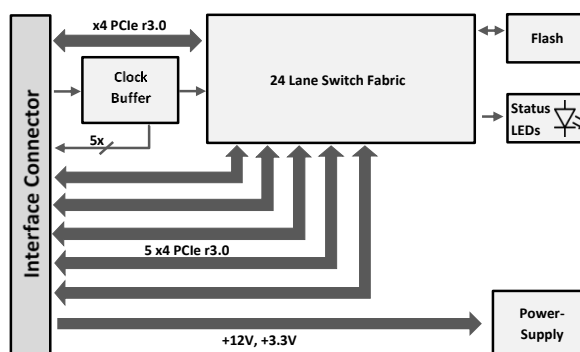 x4 PCIe r3.0
Clock
Buffer
24 Lane Switch Fabric
Flash
Status
LEDs
5x
Interface Connector
5 x4 PCIe r3.0
+12V, +3.3V
Power-
Supply